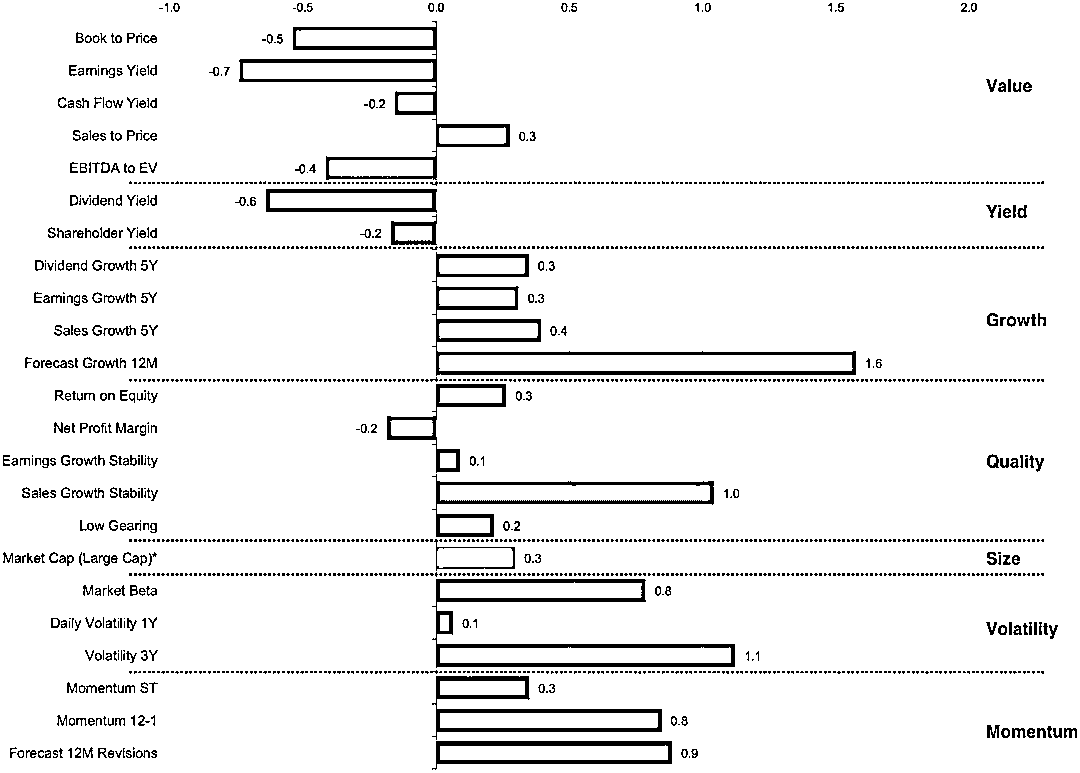 -1.0 -0.5 0.0 0.5 1.0 1.5 2.0
Book to Price -0.5
Earnings Yield -0.7
Value
Cash Flow Yield -0.2
Sales to Price 0.3
EBITDA to EV -0.4
Dividend Yield -0.6
Yield
Shareholder Yield -0.2
Dividend Growth 5Y 0.3
Earnings Growth 5Y 0.3
Growth
Sales Growth 5Y 0.4
Forecast Growth 12M 1.6
Return on Equity 0.3
Net Profit Margin -0.2
Earnings Growth Stability 0.1
Quality
Sales Growth Stability 1.0
Low Gearing 0.2
Market Cap (Large Cap)* 0.3
Size
Market Beta 0.8
Daily Volatility 1Y 0.1
Volatility
Volatility 3Y 1.1
Momentum ST 0.3
Momentum 12-1 0.8
Momentum
Forecast 12M Revisions 0.9